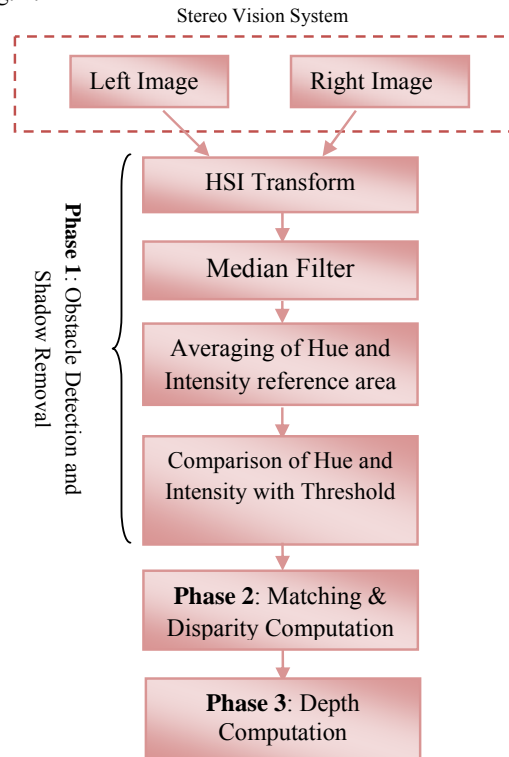 Stereo Vision System
Left Image
Right Image
HSI Transform
Median Filter
Averaging of Hue and
Intensity reference area
Comparison of Hue and
Intensity with Threshold
Phase 1: Obstacle Detection and
Shadow Removal
Phase 2: Matching &
Disparity Computation
Phase 3: Depth
Computation